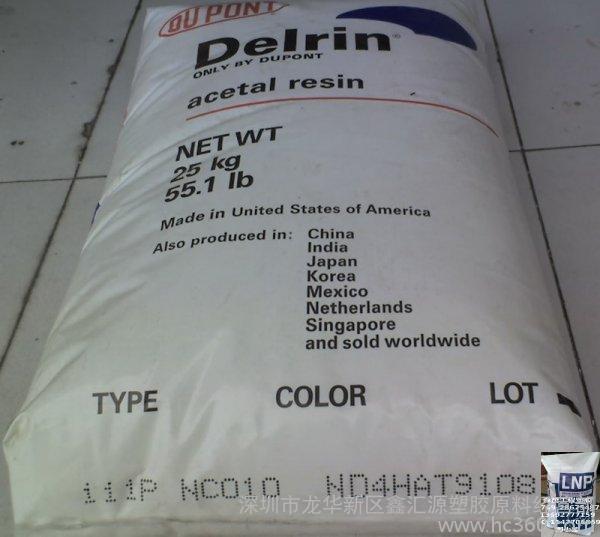 DUPONT
Delrin®
ONLY BY DUPONT
acetal resin
NET WT
25 kg
55.1 lb
Made in United States of America
Also produced in: China
India
Japan
Korea
Mexico
Netherlands
Singapore
and sold worldwide
TYPE COLOR LOT
111P NC010 ND4HAT9108
深圳市龙华新区鑫汇源塑胶原料
www.hc360
LNP